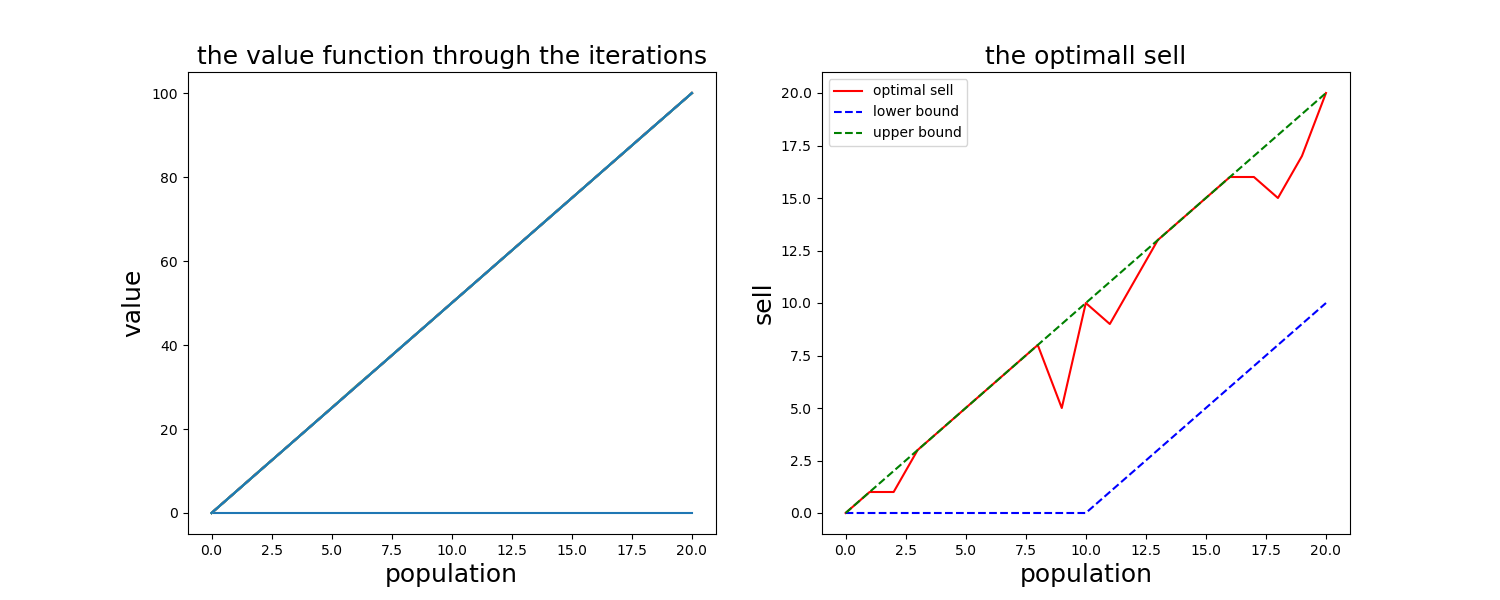 the value function through the iterations
100
80
60
40
20
0
value
0.0 2.5 5.0 7.5 10.0 12.5 15.0 17.5 20.0
population
the optimall sell
optimal sell
lower bound
upper bound
20.0
17.5
15.0
12.5
10.0
7.5
5.0
2.5
0.0
sell
0.0 2.5 5.0 7.5 10.0 12.5 15.0 17.5 20.0
population